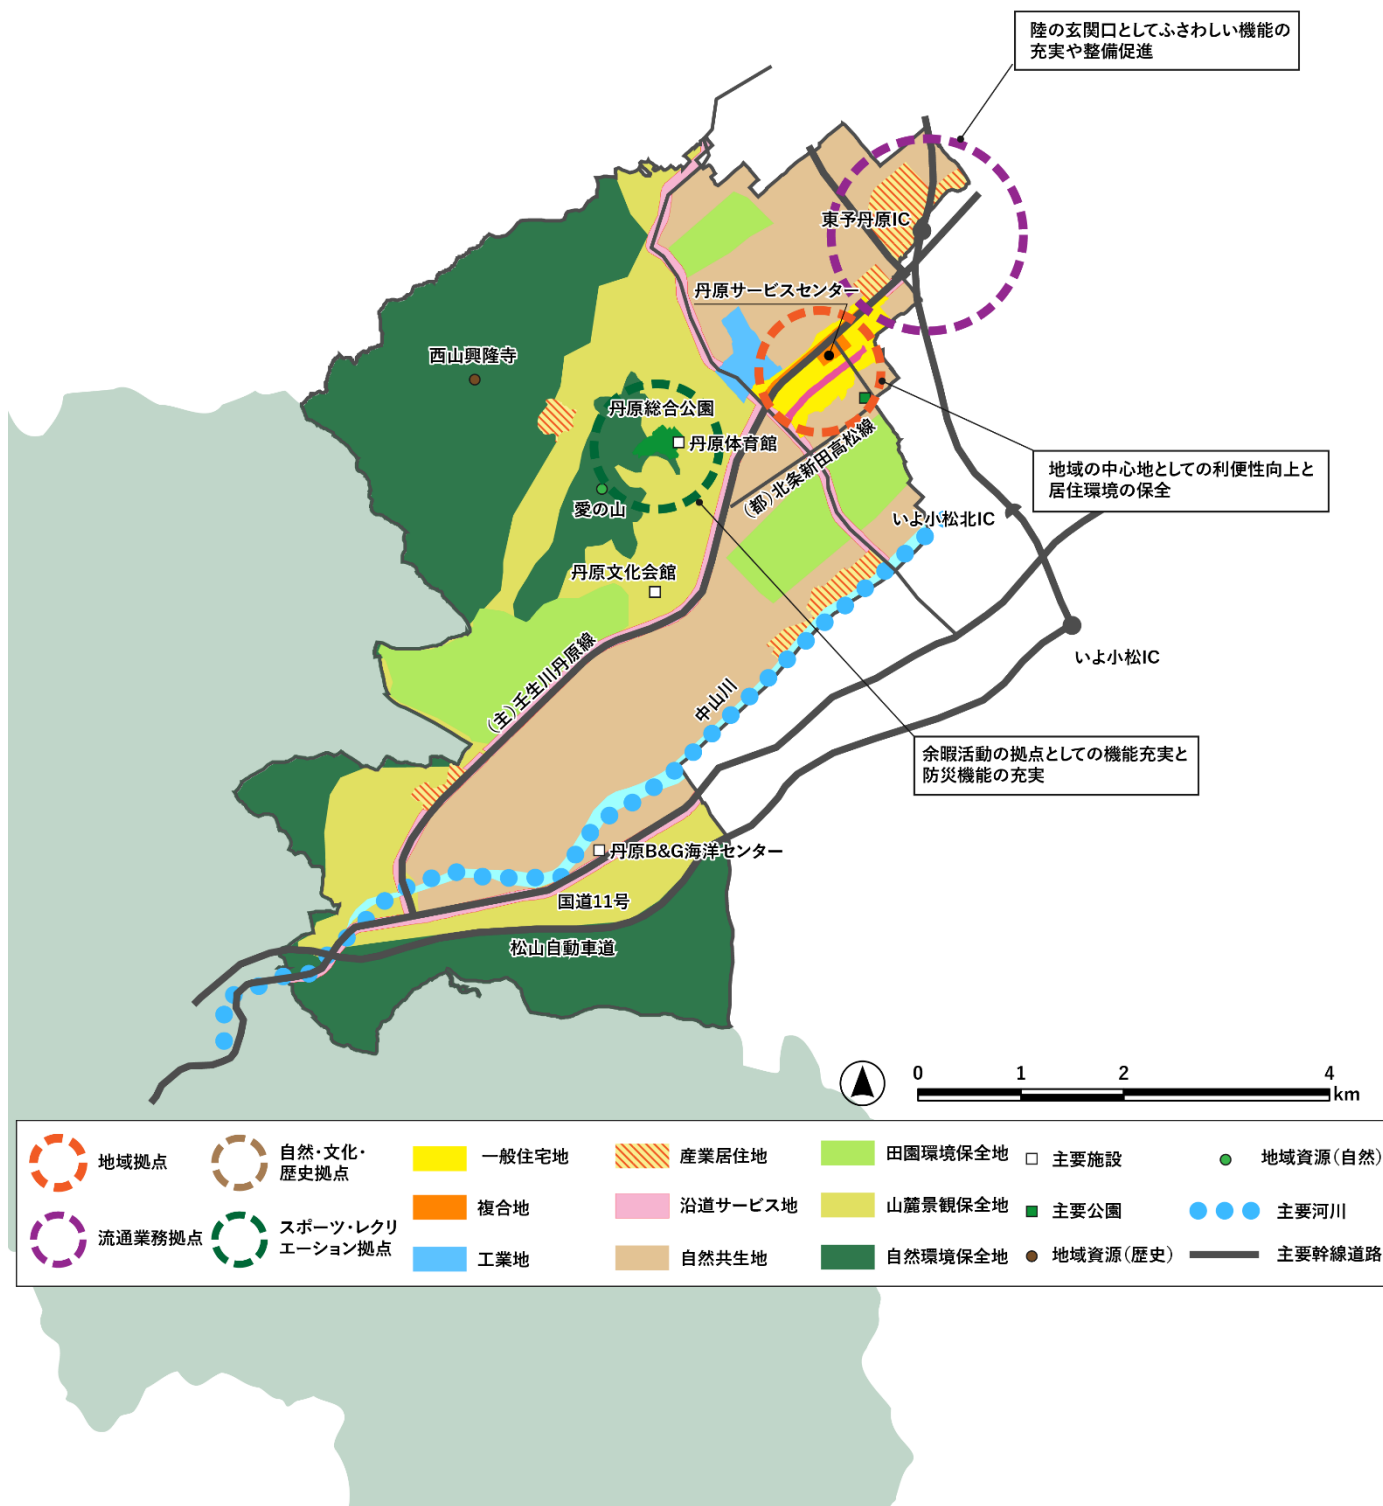 陸の玄関口としてふさわしい機能の
充実や整備促進
東予丹原IC
丹原サービスセンター
西山興隆寺
丹原総合公園
丹原体育館
(都)北条新田高松線
地域の中心地としての利便性向上と
居住環境の保全
愛の山
いよ小松北IC
丹原文化会館
いよ小松IC
(主)壬生川丹原線
中山川
余暇活動の拠点としての機能充実と
防災機能の充実
丹原B&G海洋センター
国道11号
松山自動車道
0 1 2 4
km
地域拠点
自然・文化・
歴史拠点
流通業務拠点
スポーツ・レクリ
エーション拠点
一般住宅地
複合地
工業地
産業居住地
沿道サービス地
自然共生地
田園環境保全地
山麓景観保全地
自然環境保全地
主要施設
主要公園
地域資源(歴史)
地域資源(自然)
主要河川
主要幹線道路